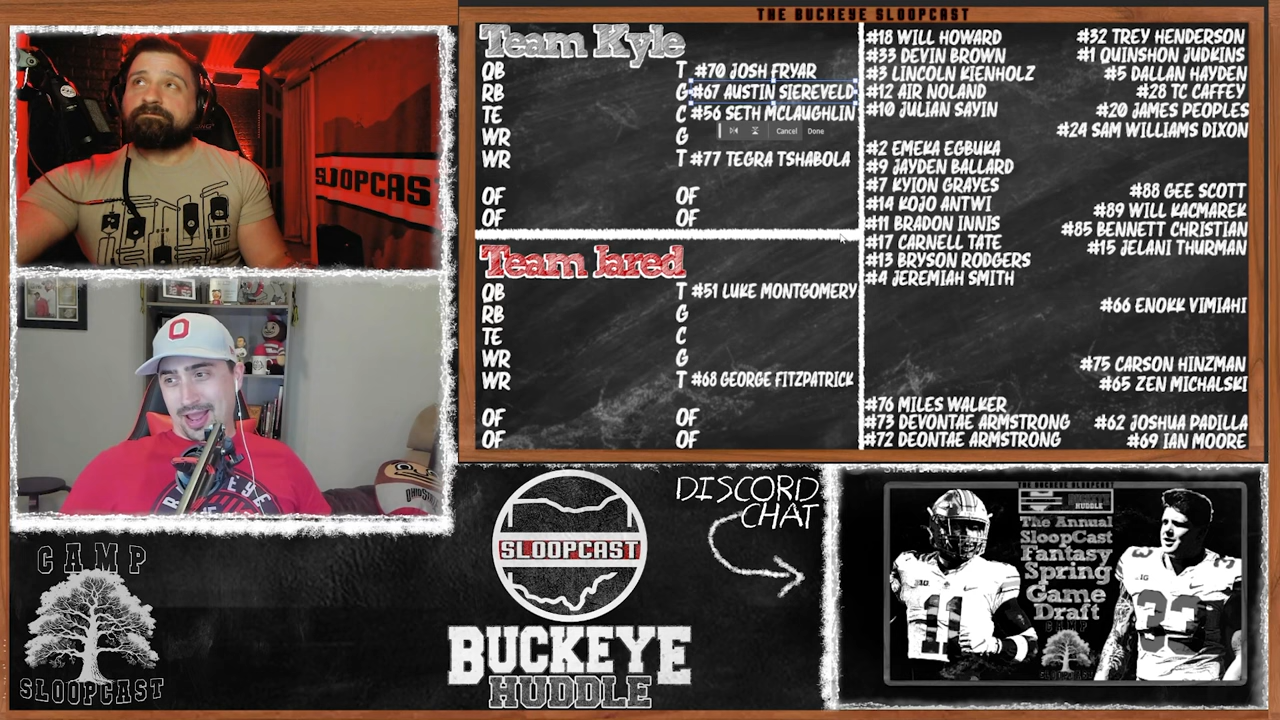 THE BUCKEYE SLOOPCAST
Team Kyle
QB
RB
TE
WR
WR
OF OF
OF OF
T #70 JOSH FRYAR
G #67 AUSTIN SIEREVELD
C #56 SETH MCLAUGHLIN
G
T #77 TEGRA TSHABOLA
Cancel Done
Team Jared
QB
RB
TE
WR
WR
OF OF
OF OF
T #51 LUKE MONTGOMERY
G
C
G
T #68 GEORGE FITZPATRICK
#18 WILL HOWARD
#33 DEVIN BROWN
#3 LINCOLN KIENHOLZ
#12 AIR NOLAND
#10 JULIAN SAYIN
#2 EMEKA EGBUKA
#9 JAYDEN BALLARD
#7 KYION GRAYES
#14 KOJO ANTWI
#11 BRADON INNIS
#17 CARNELL TATE
#13 BRYSON RODGERS
#4 JEREMIAH SMITH
#76 MILES WALKER
#73 DEVONTAE ARMSTRONG
#72 DEONTAE ARMSTRONG
#32 TREY HENDERSON
#1 QUINSHON JUDKINS
#5 DALLAN HAYDEN
#28 TC CAFFEY
#20 JAMES PEOPLES
#24 SAM WILLIAMS DIXON
#88 GEE SCOTT
#89 WILL KACMAREK
#85 BENNETT CHRISTIAN
#15 JELANI THURMAN
#66 ENOKK VIMIAHI
#75 CARSON HINZMAN
#65 ZEN MICHALSKI
#62 JOSHUA PADILLA
#69 IAN MOORE
SLOOPCAS
O
CAMP
SLOOPCAST
SLOOPCAST
BUCKEYE
HUDDLE
DISCORD
CHAT
THE BUCKEYE SLOOPCAST
The Annual
SloopCast
Fantasy
Spring
Game
Draft
CAMP
11
33